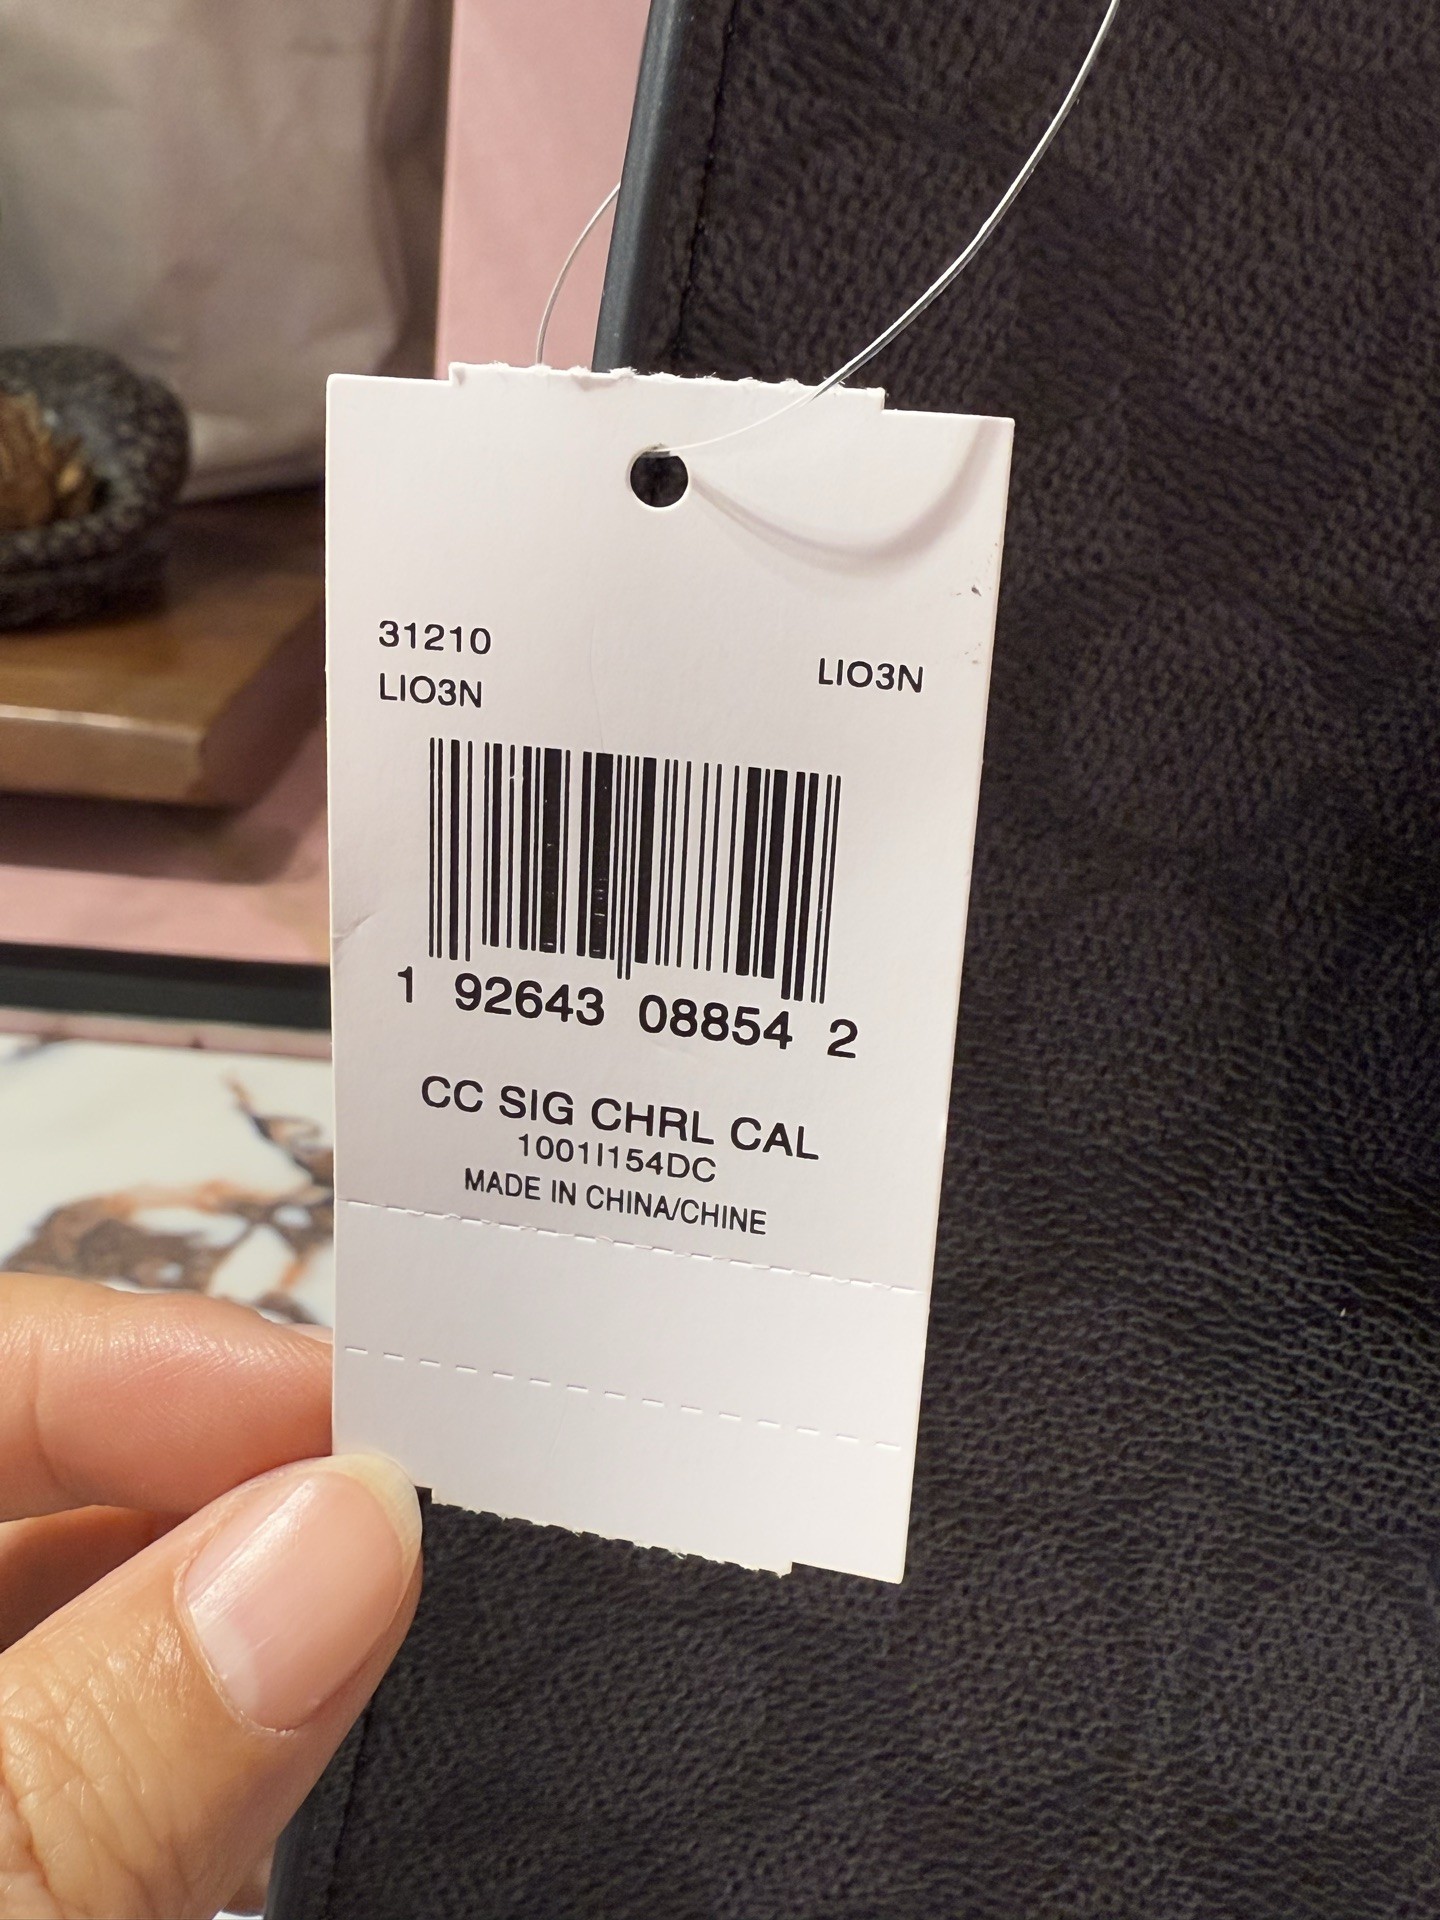 31210
LIO3N
LIO3N
1 92643 08854 2
CC SIG CHRL CAL
1001I154DC
MADE IN CHINA/CHINE